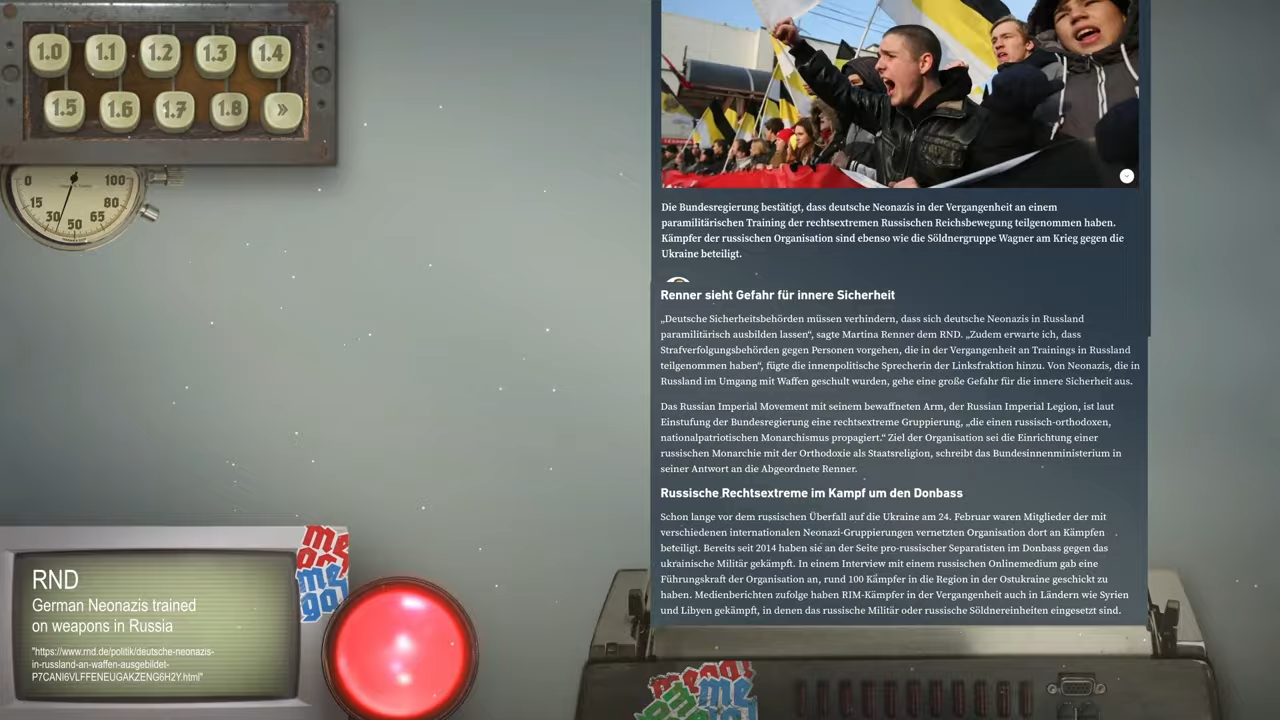 1.0 1.1 1.2 1.3 1.4
1.5 1.6 1.7 1.8 »
0 100
15 80
30 65
50
Die Bundesregierung bestätigt, dass deutsche Neonazis in der Vergangenheit an einem
paramilitärischen Training der rechtsextremen Russischen Reichsbewegung teilgenommen haben.
Kämpfer der russischen Organisation sind ebenso wie die Söldnergruppe Wagner am Krieg gegen die
Ukraine beteiligt.
Renner sieht Gefahr für innere Sicherheit
„Deutsche Sicherheitsbehörden müssen verhindern, dass sich deutsche Neonazis in Russland
paramilitärisch ausbilden lassen“, sagte Martina Renner dem RND. „Zudem erwarte ich, dass
Strafverfolgungsbehörden gegen Personen vorgehen, die in der Vergangenheit an Trainings in Russland
teilgenommen haben“, fügte die innenpolitische Sprecherin der Linksfraktion hinzu. Von Neonazis, die in
Russland im Umgang mit Waffen geschult wurden, gehe eine große Gefahr für die innere Sicherheit aus.
Das Russian Imperial Movement mit seinem bewaffneten Arm, der Russian Imperial Legion, ist laut
Einstufung der Bundesregierung eine rechtsextreme Gruppierung, „die einen russisch-orthodoxen,
nationalpatriotischen Monarchismus propagiert.“ Ziel der Organisation sei die Einrichtung einer
russischen Monarchie mit der Orthodoxie als Staatsreligion, schreibt das Bundesinnenministerium in
seiner Antwort an die Abgeordnete Renner.
Russische Rechtsextreme im Kampf um den Donbass
Schon lange vor dem russischen Überfall auf die Ukraine am 24. Februar waren Mitglieder der mit
verschiedenen internationalen Neonazi-Gruppierungen vernetzten Organisation dort an Kämpfen
beteiligt. Bereits seit 2014 haben sie an der Seite pro-russischer Separatisten im Donbass gegen das
ukrainische Militär gekämpft. In einem Interview mit einem russischen Onlinemedium gab eine
Führungskraft der Organisation an, rund 100 Kämpfer in die Region in der Ostukraine geschickt zu
haben. Medienberichten zufolge haben RIM-Kämpfer in der Vergangenheit auch in Ländern wie Syrien
und Libyen gekämpft, in denen das russische Militär oder russische Söldnereinheiten eingesetzt sind.
RND
German Neonazis trained
on weapons in Russia
"https://www.rnd.de/politik/deutsche-neonazis-
in-russland-an-waffen-ausgebildet-
P7CANI6VLFFENEUGAKZENG6H2Y.html"